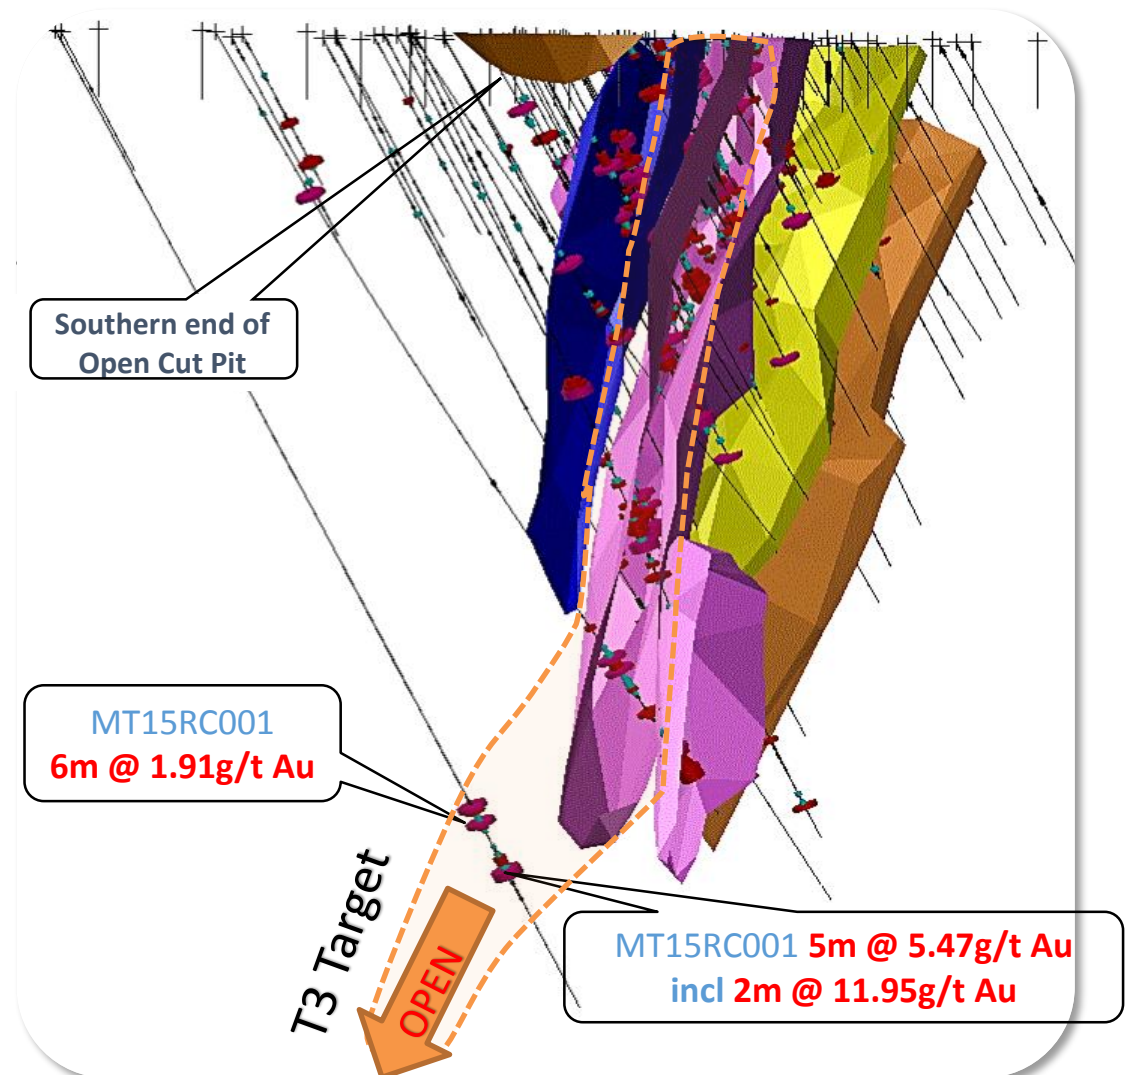 Southern end of
Open Cut Pit
MT15RC001
6m @ 1.91g/t Au
T3 Target
OPEN
MT15RC001 5m @ 5.47g/t Au
incl 2m @ 11.95g/t Au